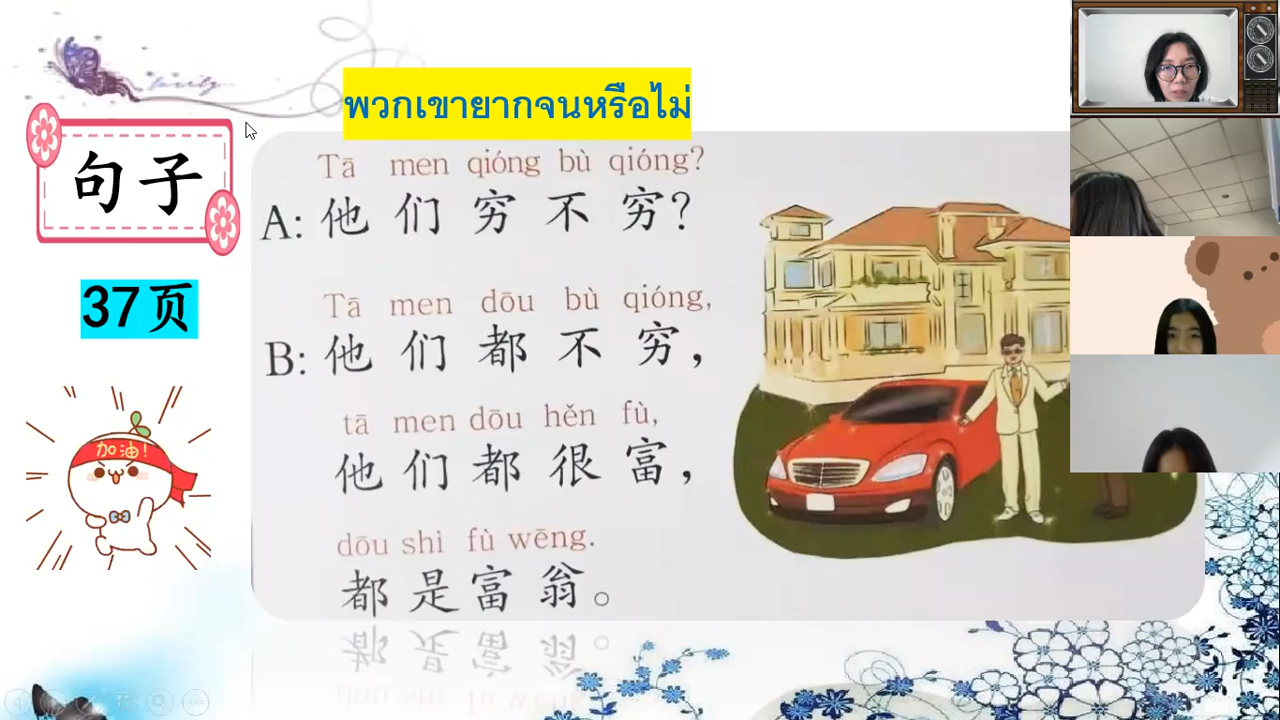 พวกเขายากจนหรือไม่
句子
37页
加油!
Tā men qióng bù qióng?
A: 他们穷不穷?
Tā men dōu bù qióng,
B: 他们都不穷,
tā men dōu hěn fù,
他们都很富,
dōu shì fù wēng.
都是富翁。